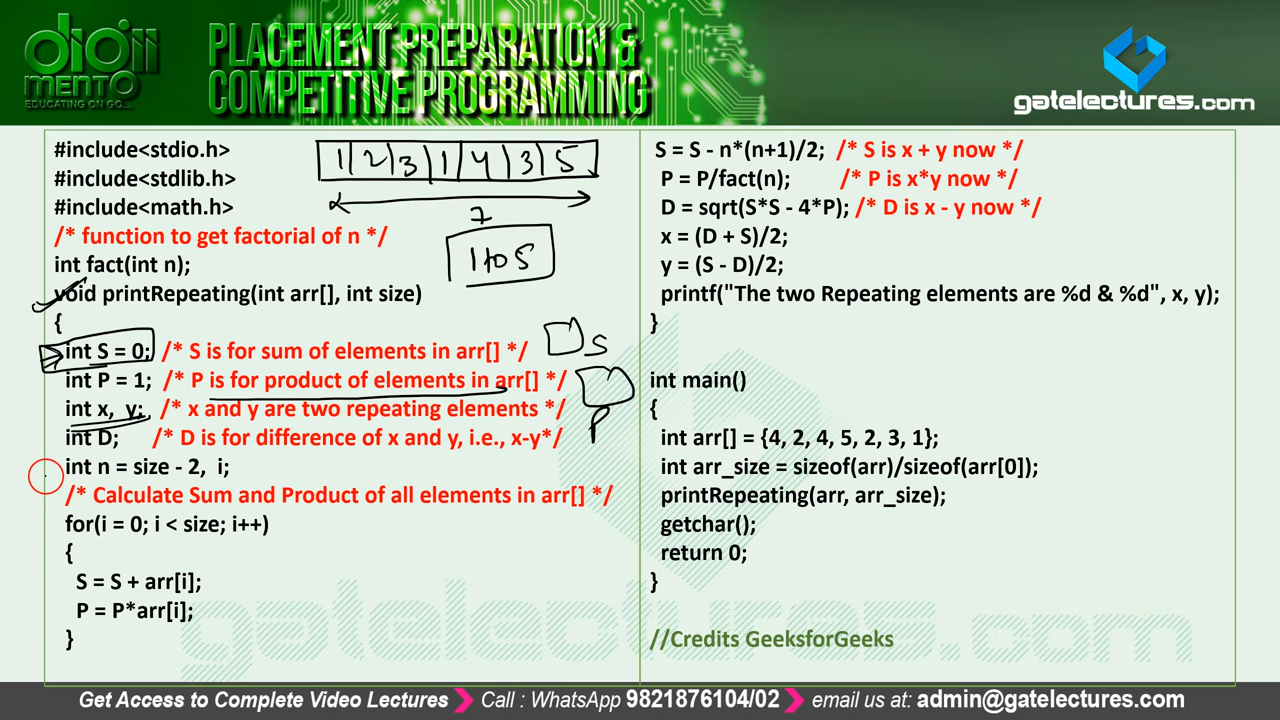 digii
MENTO
EDUCATING ON GO...
PLACEMENT PREPARATION &
COMPETITIVE PROGRAMMING
gatelectures.com
#include<stdio.h>
#include<stdlib.h>
#include<math.h>
/* function to get factorial of n */
int fact(int n);
void printRepeating(int arr[], int size)
{
int S = 0; /* S is for sum of elements in arr[] */
int P = 1; /* P is for product of elements in arr[] */
int x, y; /* x and y are two repeating elements */
int D; /* D is for difference of x and y, i.e., x-y*/
int n = size - 2, i;
/* Calculate Sum and Product of all elements in arr[] */
for(i = 0; i < size; i++)
{
S = S + arr[i];
P = P*arr[i];
}
1 2 3 1 4 3 5
7
1 to 5
S
P
S = S - n*(n+1)/2; /* S is x + y now */
P = P/fact(n); /* P is x*y now */
D = sqrt(S*S - 4*P); /* D is x - y now */
x = (D + S)/2;
y = (S - D)/2;
printf("The two Repeating elements are %d & %d", x, y);
}
int main()
{
int arr[] = {4, 2, 4, 5, 2, 3, 1};
int arr_size = sizeof(arr)/sizeof(arr[0]);
printRepeating(arr, arr_size);
getchar();
return 0;
}
//Credits GeeksforGeeks
gatelectures.com
Get Access to Complete Video Lectures Call : WhatsApp 9821876104/02 email us at: admin@gatelectures.com